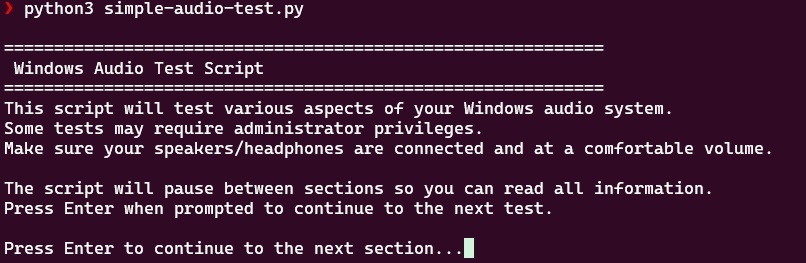 ❯ python3 simple-audio-test.py
============================================================
 Windows Audio Test Script
============================================================
This script will test various aspects of your Windows audio system.
Some tests may require administrator privileges.
Make sure your speakers/headphones are connected and at a comfortable volume.
The script will pause between sections so you can read all information.
Press Enter when prompted to continue to the next test.
Press Enter to continue to the next section...